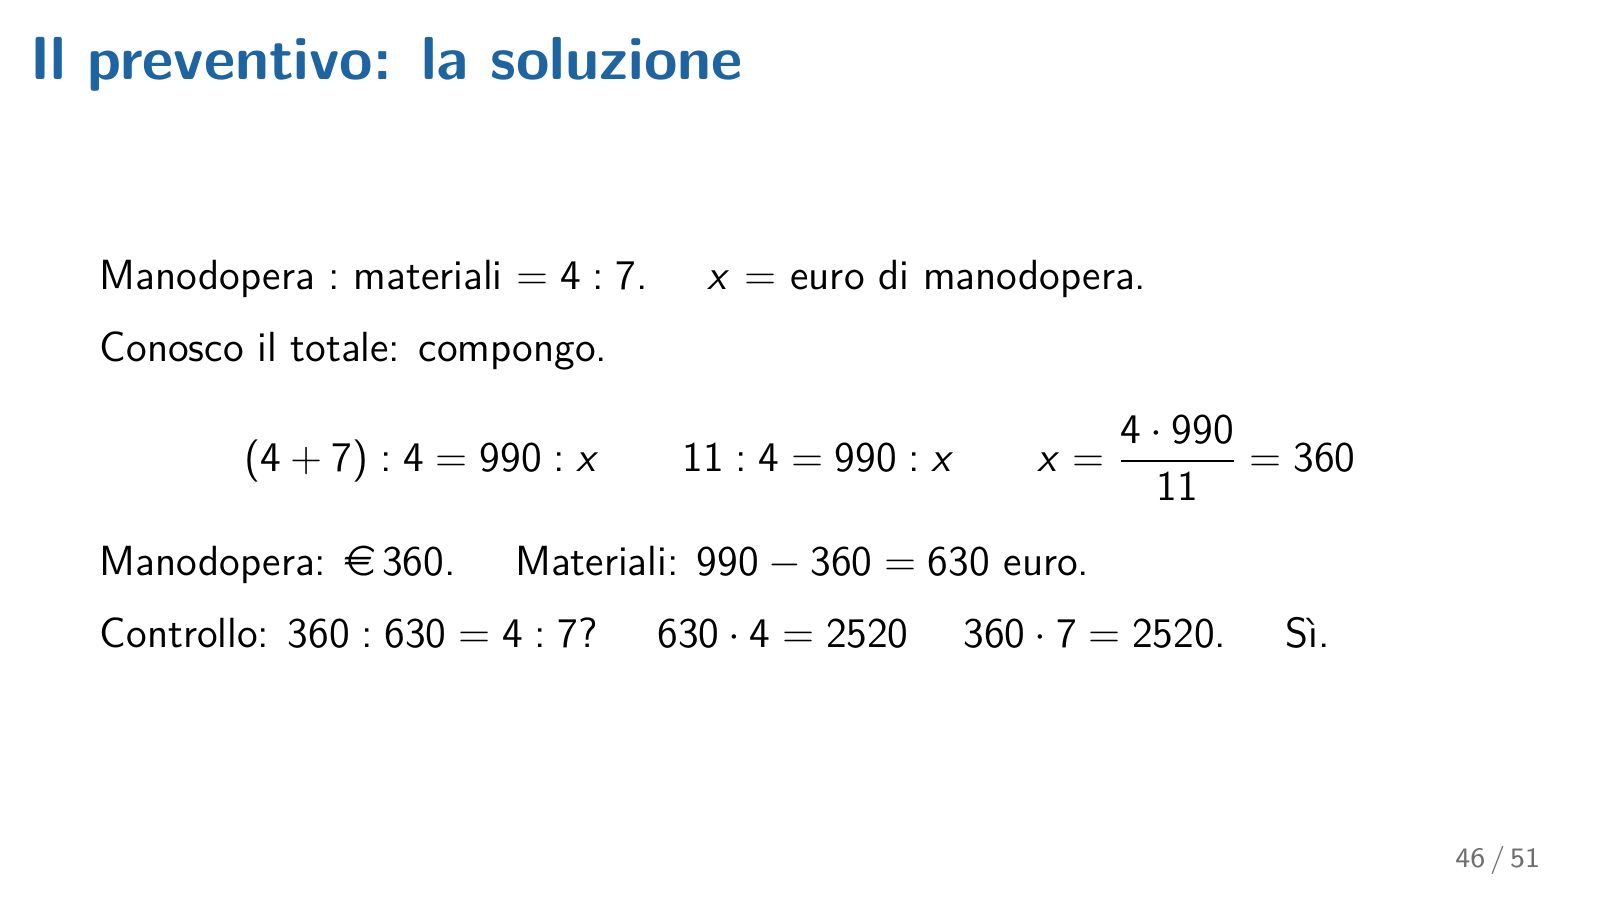 Il preventivo: la soluzione
Manodopera : materiali = 4 : 7. x = euro di manodopera.
Conosco il totale: compongo.
(4 + 7) : 4 = 990 : x 11 : 4 = 990 : x x = \frac{4 · 990}{11} = 360
Manodopera: € 360. Materiali: 990 − 360 = 630 euro.
Controllo: 360 : 630 = 4 : 7? 630 · 4 = 2520 360 · 7 = 2520. Sì.
46 / 51